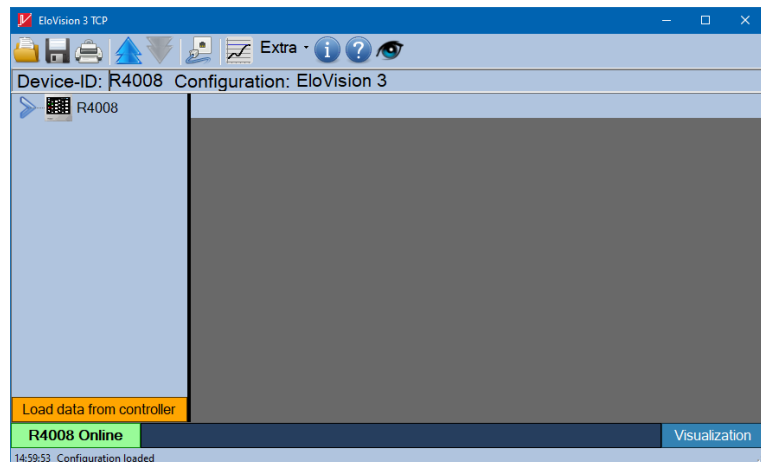 EloVision 3 TCP
Extra
Device-ID: R4008 Configuration: EloVision 3
R4008
Load data from controller
R4008 Online
Visualization
14:59:53 Configuration loaded